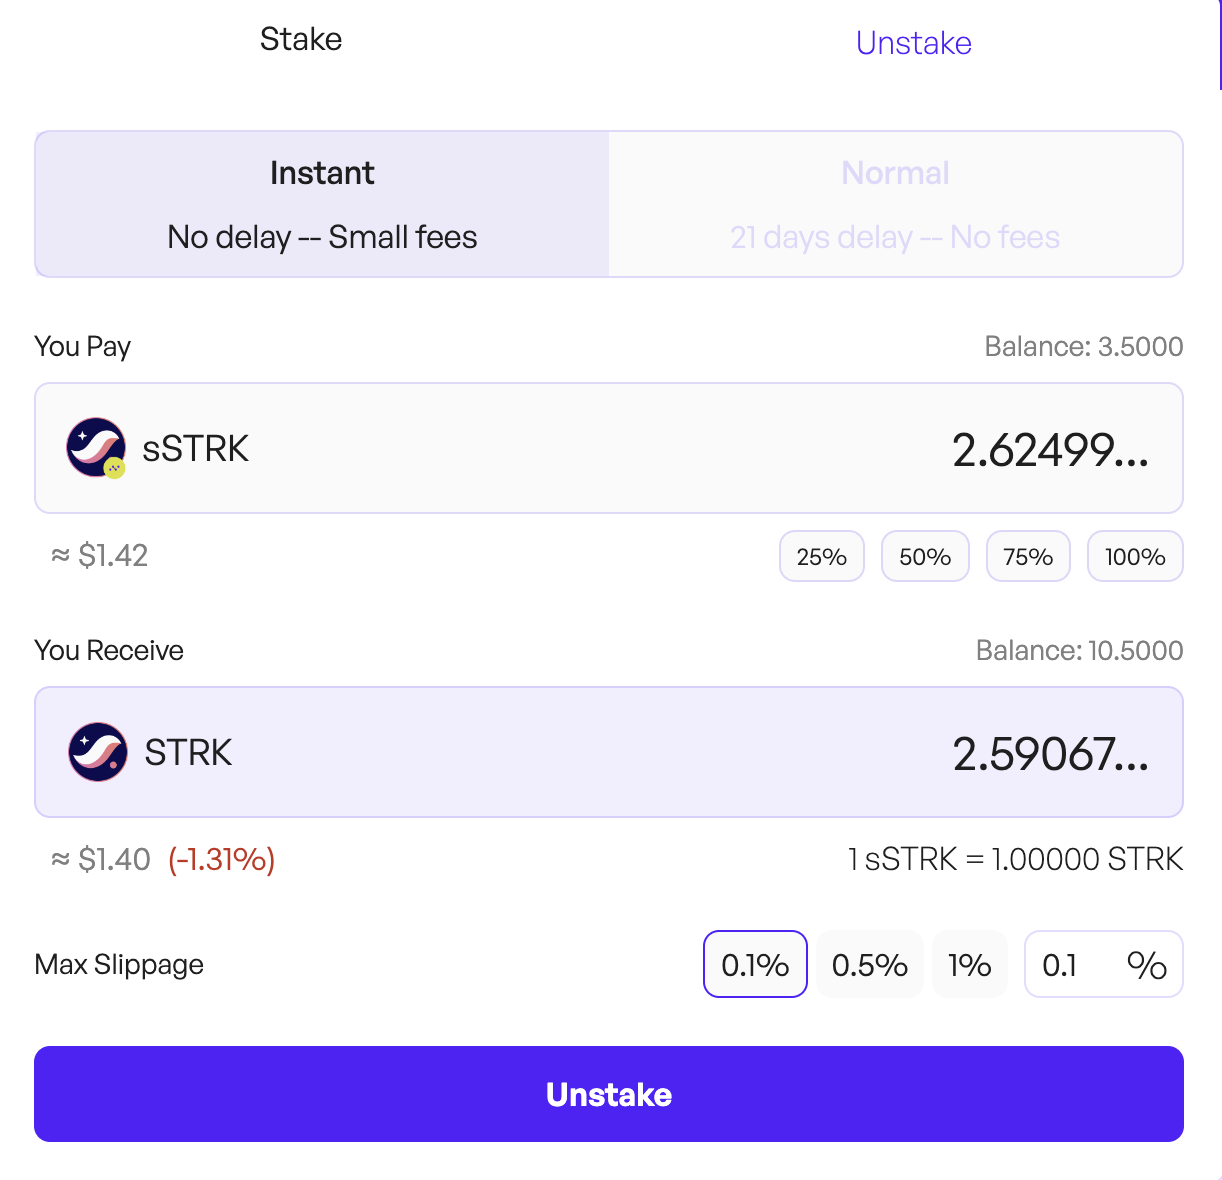 Stake Unstake
Instant Normal
No delay -- Small fees 21 days delay -- No fees
You Pay Balance: 3.5000
sSTRK 2.62499...
≈ $1.42 25% 50% 75% 100%
You Receive Balance: 10.5000
STRK 2.59067...
≈ $1.40 (-1.31%) 1 sSTRK = 1.00000 STRK
Max Slippage 0.1% 0.5% 1% 0.1 %
Unstake